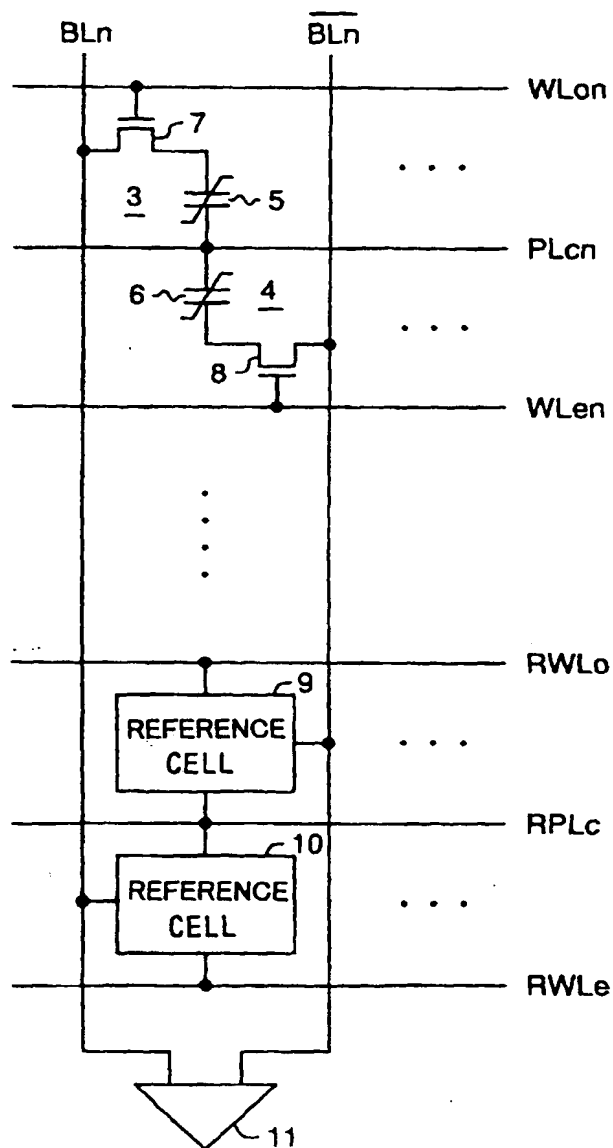 BLn BLn
WLon
7
3 5
PLcn
6 4
8
WLen
RWLo
9
REFERENCE
CELL
RPLc
10
REFERENCE
CELL
RWLe
11